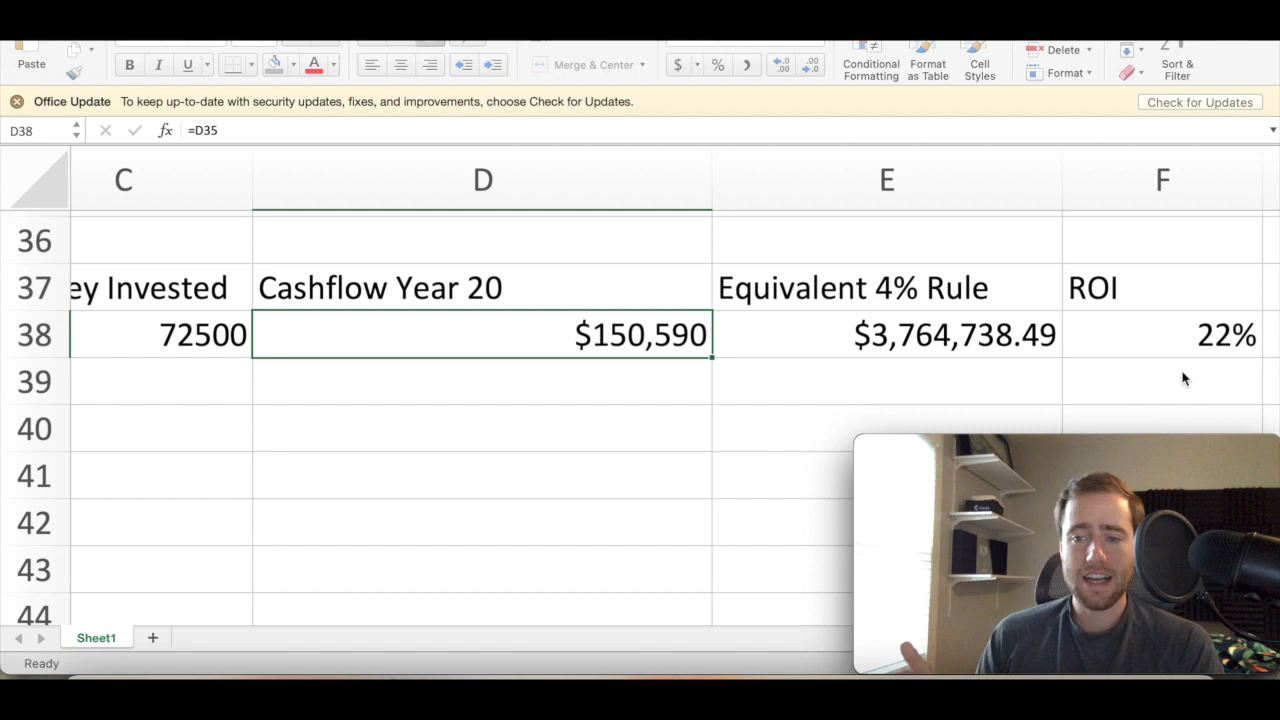 Paste
B I U A
Merge & Center
$ %
Conditional
Formatting
Format
as Table
Cell
Styles
Delete
Format
Sort &
Filter
Office Update To keep up-to-date with security updates, fixes, and improvements, choose Check for Updates. Check for Updates
D38 fx =D35
C D E F
36
37 ey Invested Cashflow Year 20 Equivalent 4% Rule ROI
38 72500 $150,590 $3,764,738.49 22%
39
40
41
42
43
44
Sheet1 +
Ready